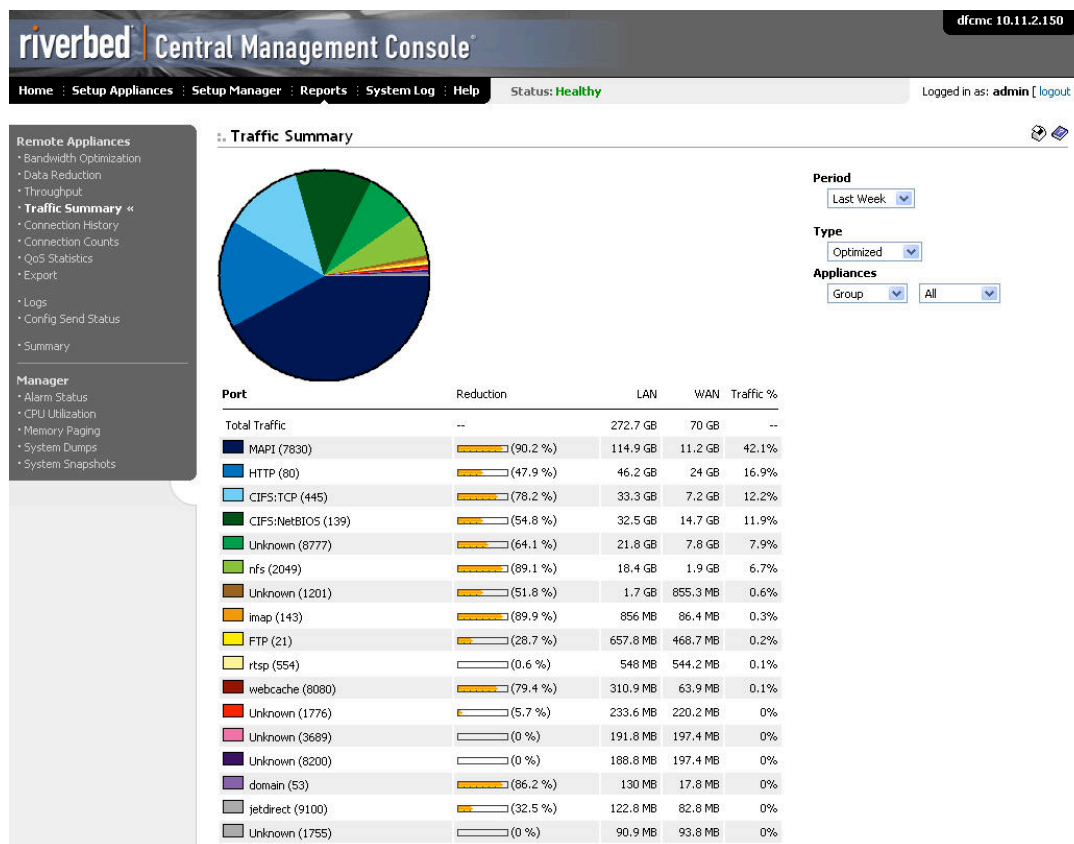 dfcmc 10.11.2.150
riverbed Central Management Console
Home Setup Appliances Setup Manager Reports System Log Help Status: Healthy Logged in as: admin [ logout
Remote Appliances
· Bandwidth Optimization
· Data Reduction
· Throughput
· Traffic Summary «
· Connection History
· Connection Counts
· QoS Statistics
· Export
· Logs
· Config Send Status
· Summary
Manager
· Alarm Status
· CPU Utilization
· Memory Paging
· System Dumps
· System Snapshots
Traffic Summary
Period
Last Week
Type
Optimized
Appliances
Group All
Port Reduction LAN WAN Traffic %
Total Traffic -- 272.7 GB 70 GB --
MAPI (7830) (90.2 %) 114.9 GB 11.2 GB 42.1%
HTTP (80) (47.9 %) 46.2 GB 24 GB 16.9%
CIFS:TCP (445) (78.2 %) 33.3 GB 7.2 GB 12.2%
CIFS:NetBIOS (139) (54.8 %) 32.5 GB 14.7 GB 11.9%
Unknown (8777) (64.1 %) 21.8 GB 7.8 GB 7.9%
nfs (2049) (89.1 %) 18.4 GB 1.9 GB 6.7%
Unknown (1201) (51.8 %) 1.7 GB 855.3 MB 0.6%
imap (143) (89.9 %) 856 MB 86.4 MB 0.3%
FTP (21) (28.7 %) 657.8 MB 468.7 MB 0.2%
rtsp (554) (0.6 %) 548 MB 544.2 MB 0.1%
webcache (8080) (79.4 %) 310.9 MB 63.9 MB 0.1%
Unknown (1776) (5.7 %) 233.6 MB 220.2 MB 0%
Unknown (3689) (0 %) 191.8 MB 197.4 MB 0%
Unknown (8200) (0 %) 188.8 MB 197.4 MB 0%
domain (53) (86.2 %) 130 MB 17.8 MB 0%
jetdirect (9100) (32.5 %) 122.8 MB 82.8 MB 0%
Unknown (1755) (0 %) 90.9 MB 93.8 MB 0%